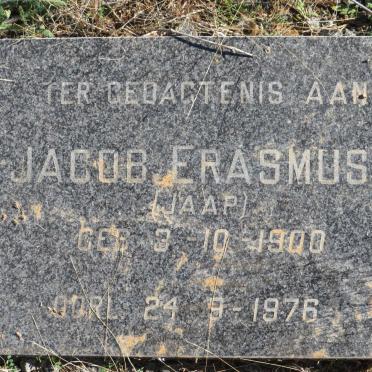 TER GEDAGTENIS AAN
JACOB ERASMUS
(JAAP)
GEB 3-10-1900
OORL 24-9-1976